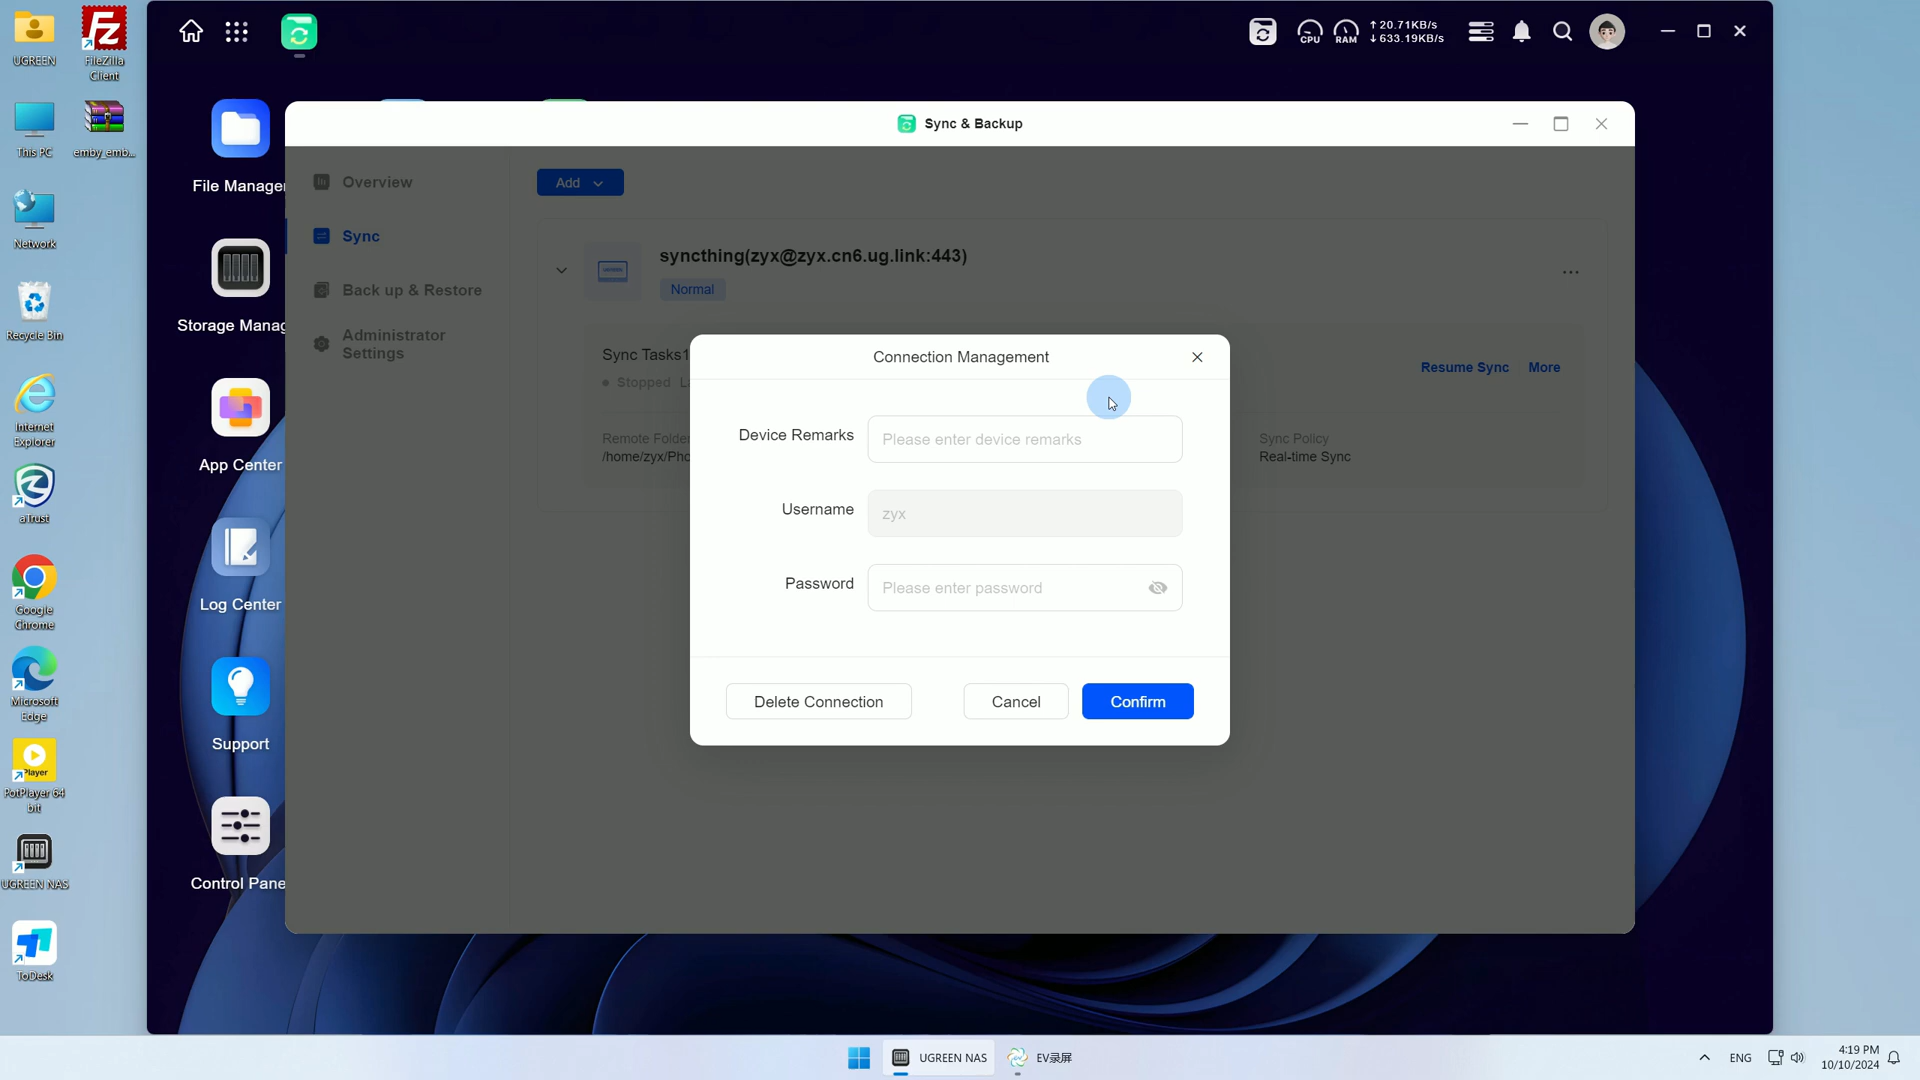 UGREEN
FileZilla
Client
This PC
emby_emb...
Network
Recycle Bin
Internet
Explorer
aTrust
Google
Chrome
Microsoft
Edge
Player
PotPlayer 64
bit
UGREEN NAS
ToDesk
CPU
RAM
20.71KB/s
633.19KB/s
File Manage
Storage Manag
App Center
Log Center
Support
Control Pane
Sync & Backup
Overview
Sync
Back up & Restore
Administrator
Settings
Add
syncthing(zyx@zyx.cn6.ug.link:443)
Normal
Sync Tasks1
Stopped
Resume Sync
More
Remote Folder
/home/zyx/Pho
Sync Policy
Real-time Sync
Connection Management
Device Remarks
Please enter device remarks
Username
zyx
Password
Please enter password
Delete Connection
Cancel
Confirm
UGREEN NAS
EV录屏
ENG
4:19 PM
10/10/2024